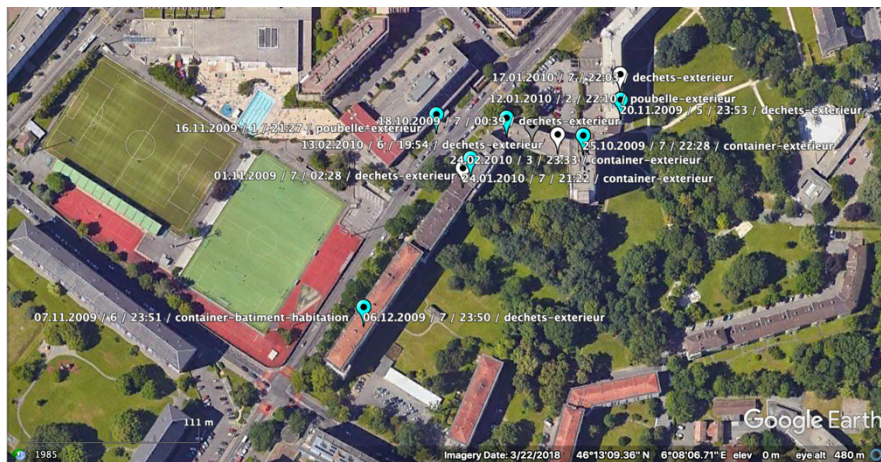 17.01.2010 / 7 / 22:03 / dechets-exterieur
12.01.2010 / 2 / 22:10 / poubelle-exterieur
20.11.2009 / 5 / 23:53 / dechets-exterieur
18.10.2009 / 7 / 00:39 / dechets-exterieur
16.11.2009 / 1 / 21:27 / poubelle-exterieur
13.02.2010 / 6 / 19:54 / dechets-exterieur
25.10.2009 / 7 / 22:28 / container-exterieur
24.02.2010 / 3 / 23:33 / container-exterieur
01.11.2009 / 7 / 02:28 / dechets-exterieur
24.01.2010 / 7 / 21:22 / container-exterieur
07.11.2009 / 6 / 23:51 / container-batiment-habitation
06.12.2009 / 7 / 23:50 / dechets-exterieur
111 m
Google Earth
1985
Imagery Date: 3/22/2018 46°13'09.36" N 6°08'06.71" E elev 0 m eye alt 480 m